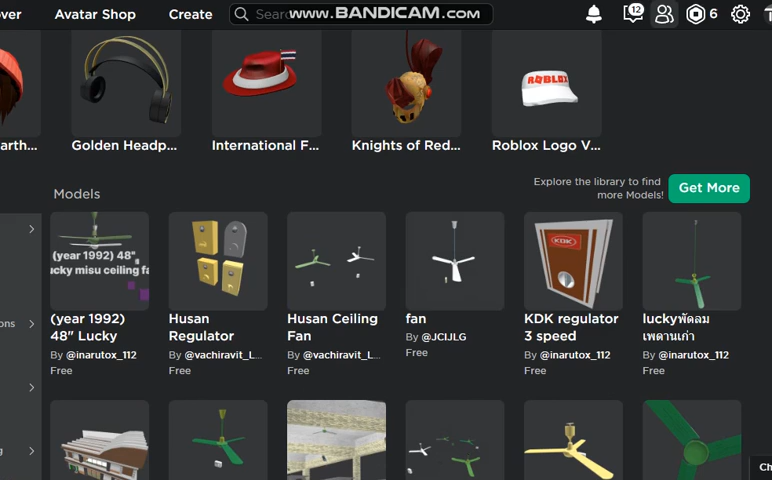 over Avatar Shop Create Searc www.BANDICAM.com 12 6
ROBLOX
arth... Golden Headp... International F... Knights of Red... Roblox Logo V...
Models
Explore the library to find
more Models!
Get More
(year 1992) 48",
ucky misu ceiling fa
KDK
(year 1992)
48" Lucky
By @inarutox_112
Free
Husan
Regulator
By @vachiravit_L...
Free
Husan Ceiling
Fan
By @vachiravit_L...
Free
fan
By @JCIJLG
Free
KDK regulator
3 speed
By @inarutox_112
Free
luckyพัดลม
เพดานเก่า
By @inarutox_112
Free
ons
g
Ch